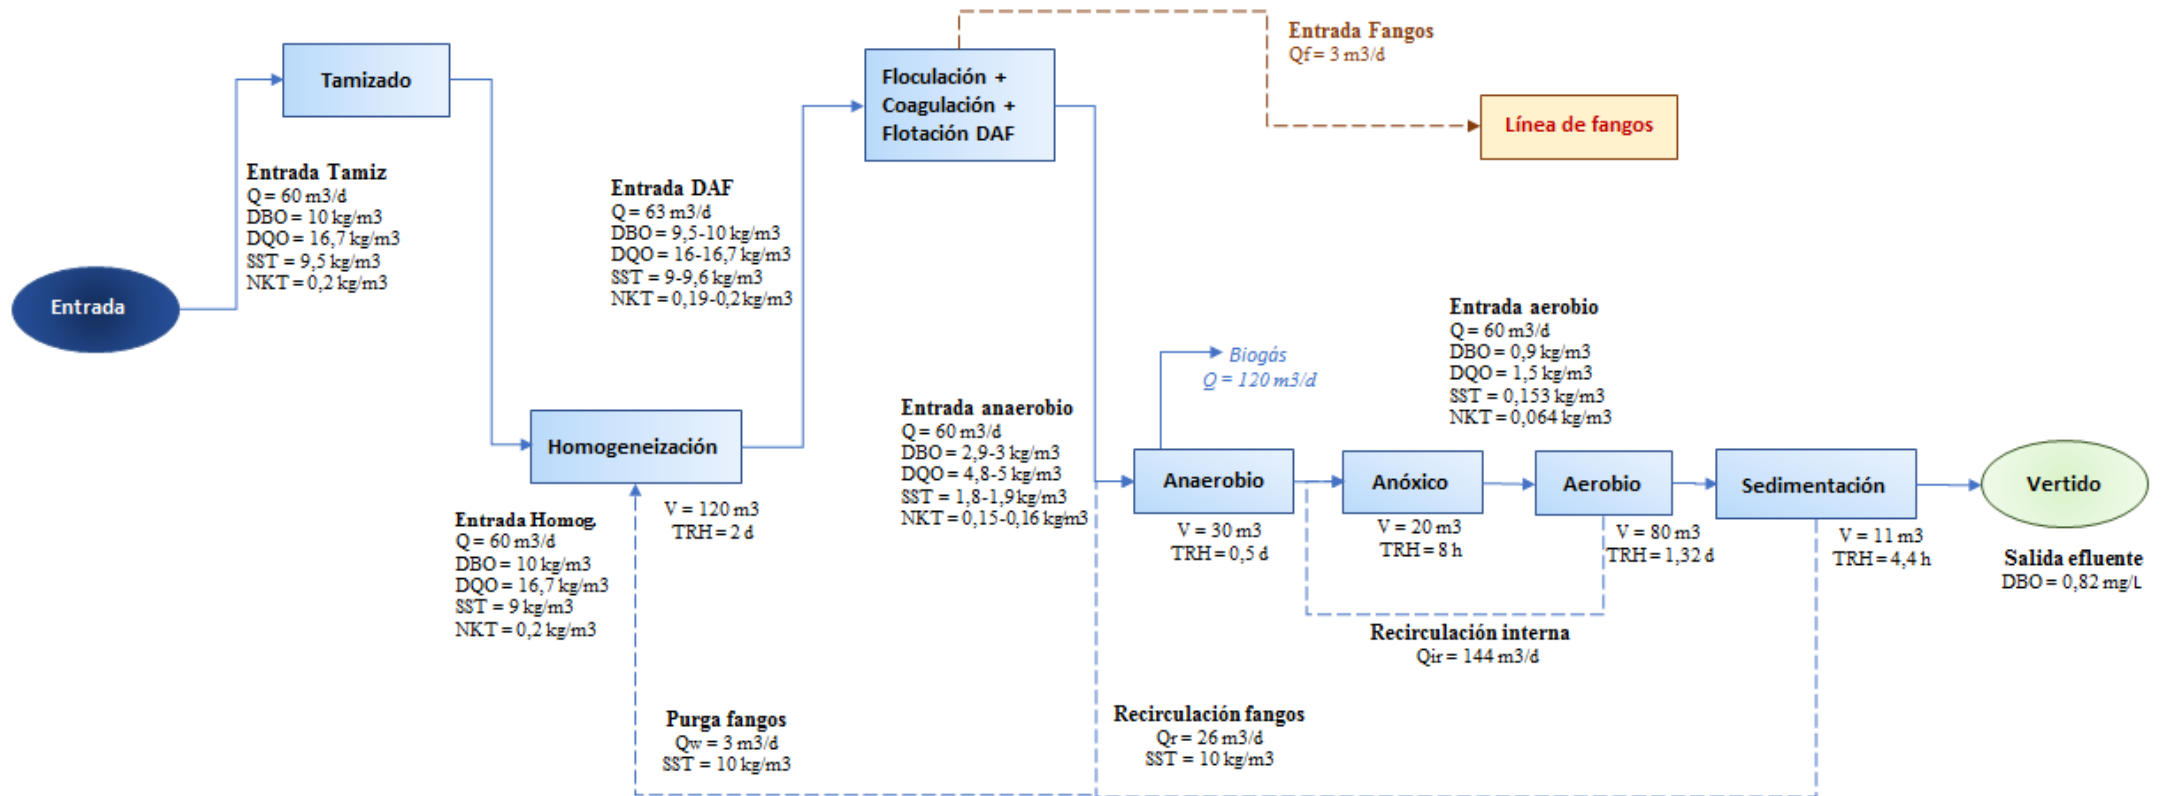 Entrada Fangos
Qf = 3 m3/d
Tamizado
Floculación +
Coagulación +
Flotación DAF
Línea de fangos
Entrada Tamiz
Q = 60 m3/d
DBO = 10 kg/m3
DQO = 16,7 kg/m3
SST = 9,5 kg/m3
NKT = 0,2 kg/m3
Entrada DAF
Q = 63 m3/d
DBO = 9,5-10 kg/m3
DQO = 16-16,7 kg/m3
SST = 9-9,6 kg/m3
NKT = 0,19-0,2 kg/m3
Entrada
Entrada aerobio
Q = 60 m3/d
DBO = 0,9 kg/m3
DQO = 1,5 kg/m3
SST = 0,153 kg/m3
NKT = 0,064 kg/m3
Biogás
Q = 120 m3/d
Entrada anaerobio
Q = 60 m3/d
DBO = 2,9-3 kg/m3
DQO = 4,8-5 kg/m3
SST = 1,8-1,9 kg/m3
NKT = 0,15-0,16 kg/m3
Homogeneización
V = 120 m3
TRH = 2 d
Entrada Homog.
Q = 60 m3/d
DBO = 10 kg/m3
DQO = 16,7 kg/m3
SST = 9 kg/m3
NKT = 0,2 kg/m3
Anaerobio
V = 30 m3
TRH = 0,5 d
Anóxico
V = 20 m3
TRH = 8 h
Aerobio
V = 80 m3
TRH = 1,32 d
Sedimentación
V = 11 m3
TRH = 4,4 h
Vertido
Salida efluente
DBO = 0,82 mg/L
Recirculación interna
Qir = 144 m3/d
Purga fangos
Qw = 3 m3/d
SST = 10 kg/m3
Recirculación fangos
Qr = 26 m3/d
SST = 10 kg/m3